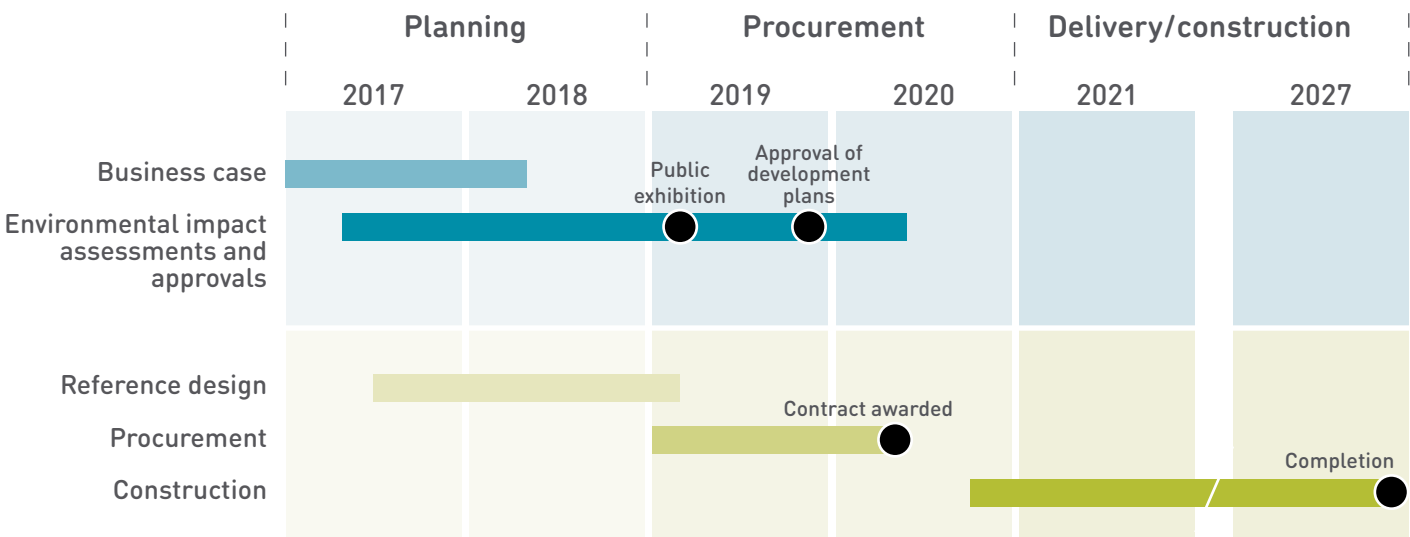 Planning
Procurement
Delivery/construction
2017
2018
2019
2020
2021
2027
Business case
Public
exhibition
Approval of
development
plans
Environmental impact
assessments and
approvals
Reference design
Contract awarded
Procurement
Completion
Construction